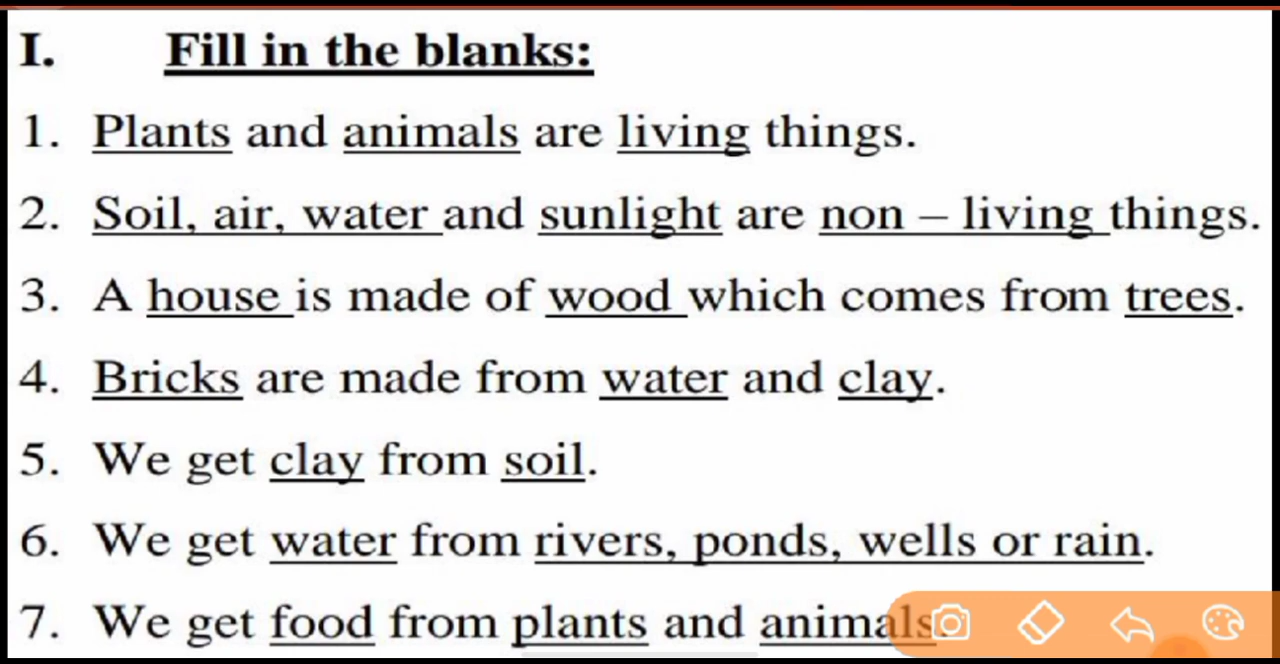 I. Fill in the blanks:
1. Plants and animals are living things.
2. Soil, air, water and sunlight are non – living things.
3. A house is made of wood which comes from trees.
4. Bricks are made from water and clay.
5. We get clay from soil.
6. We get water from rivers, ponds, wells or rain.
7. We get food from plants and animals.